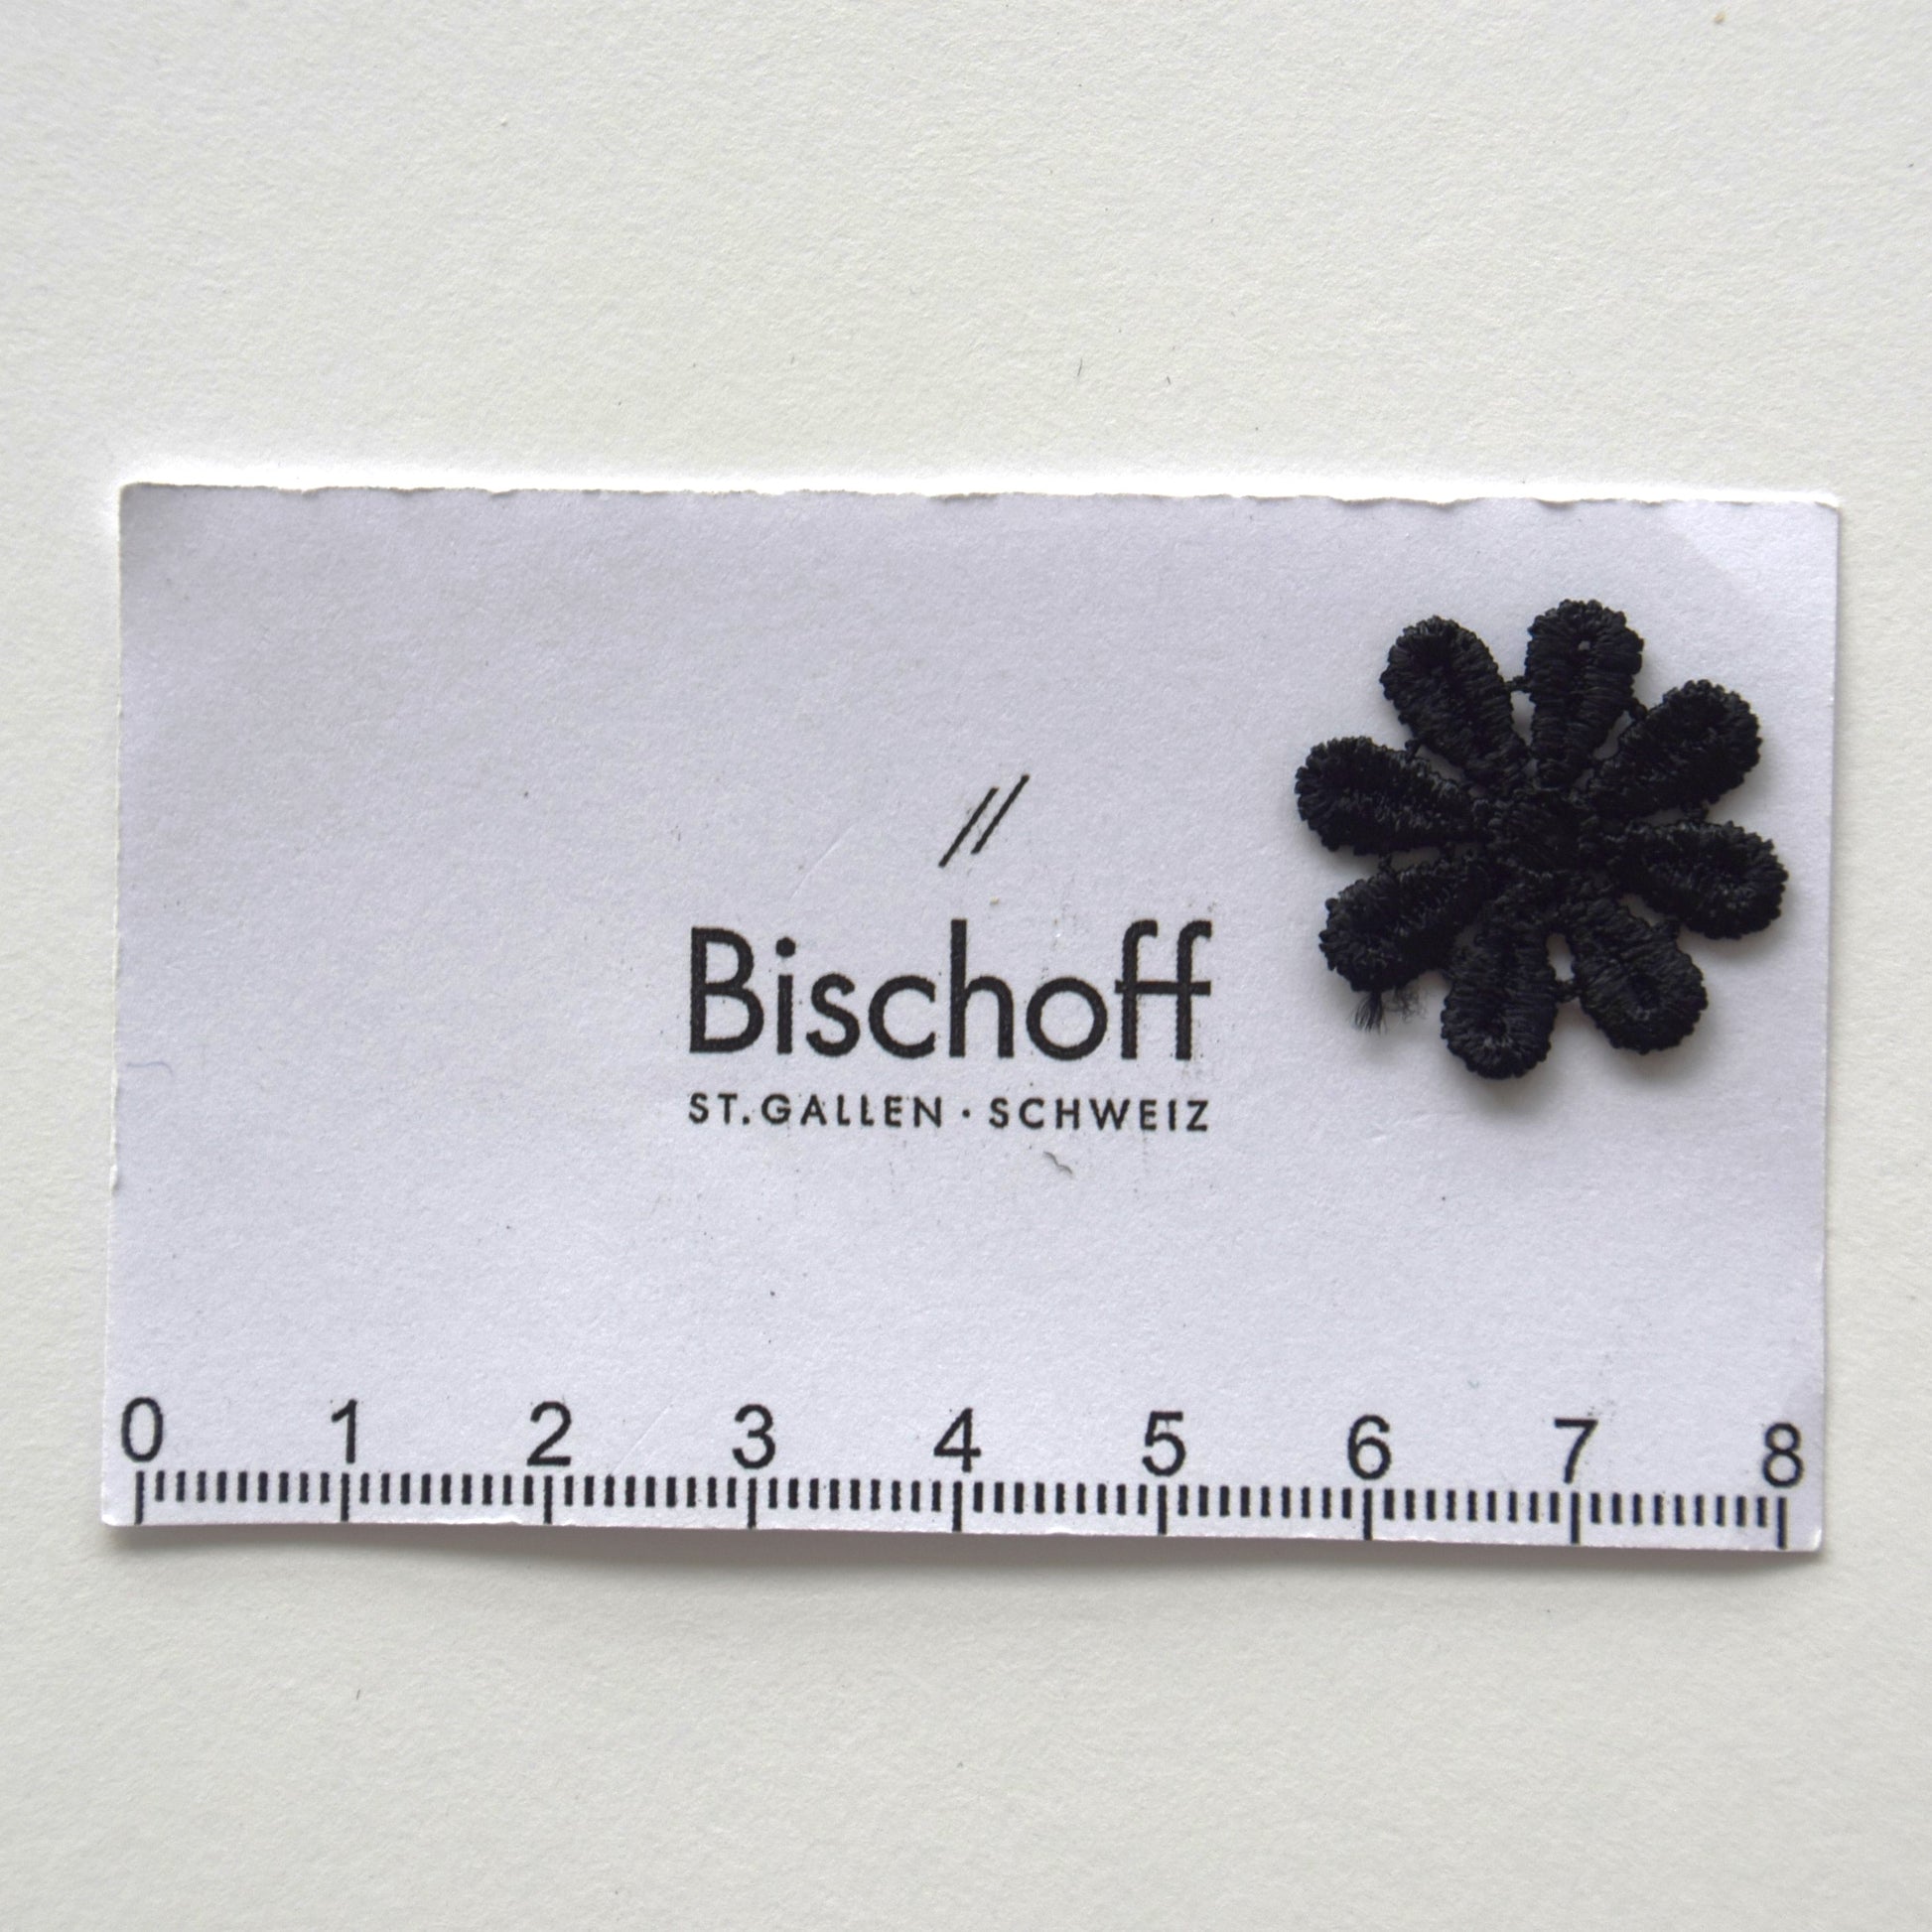 Bischoff
ST. GALLEN · SCHWEIZ
0 1 2 3 4 5 6 7 8